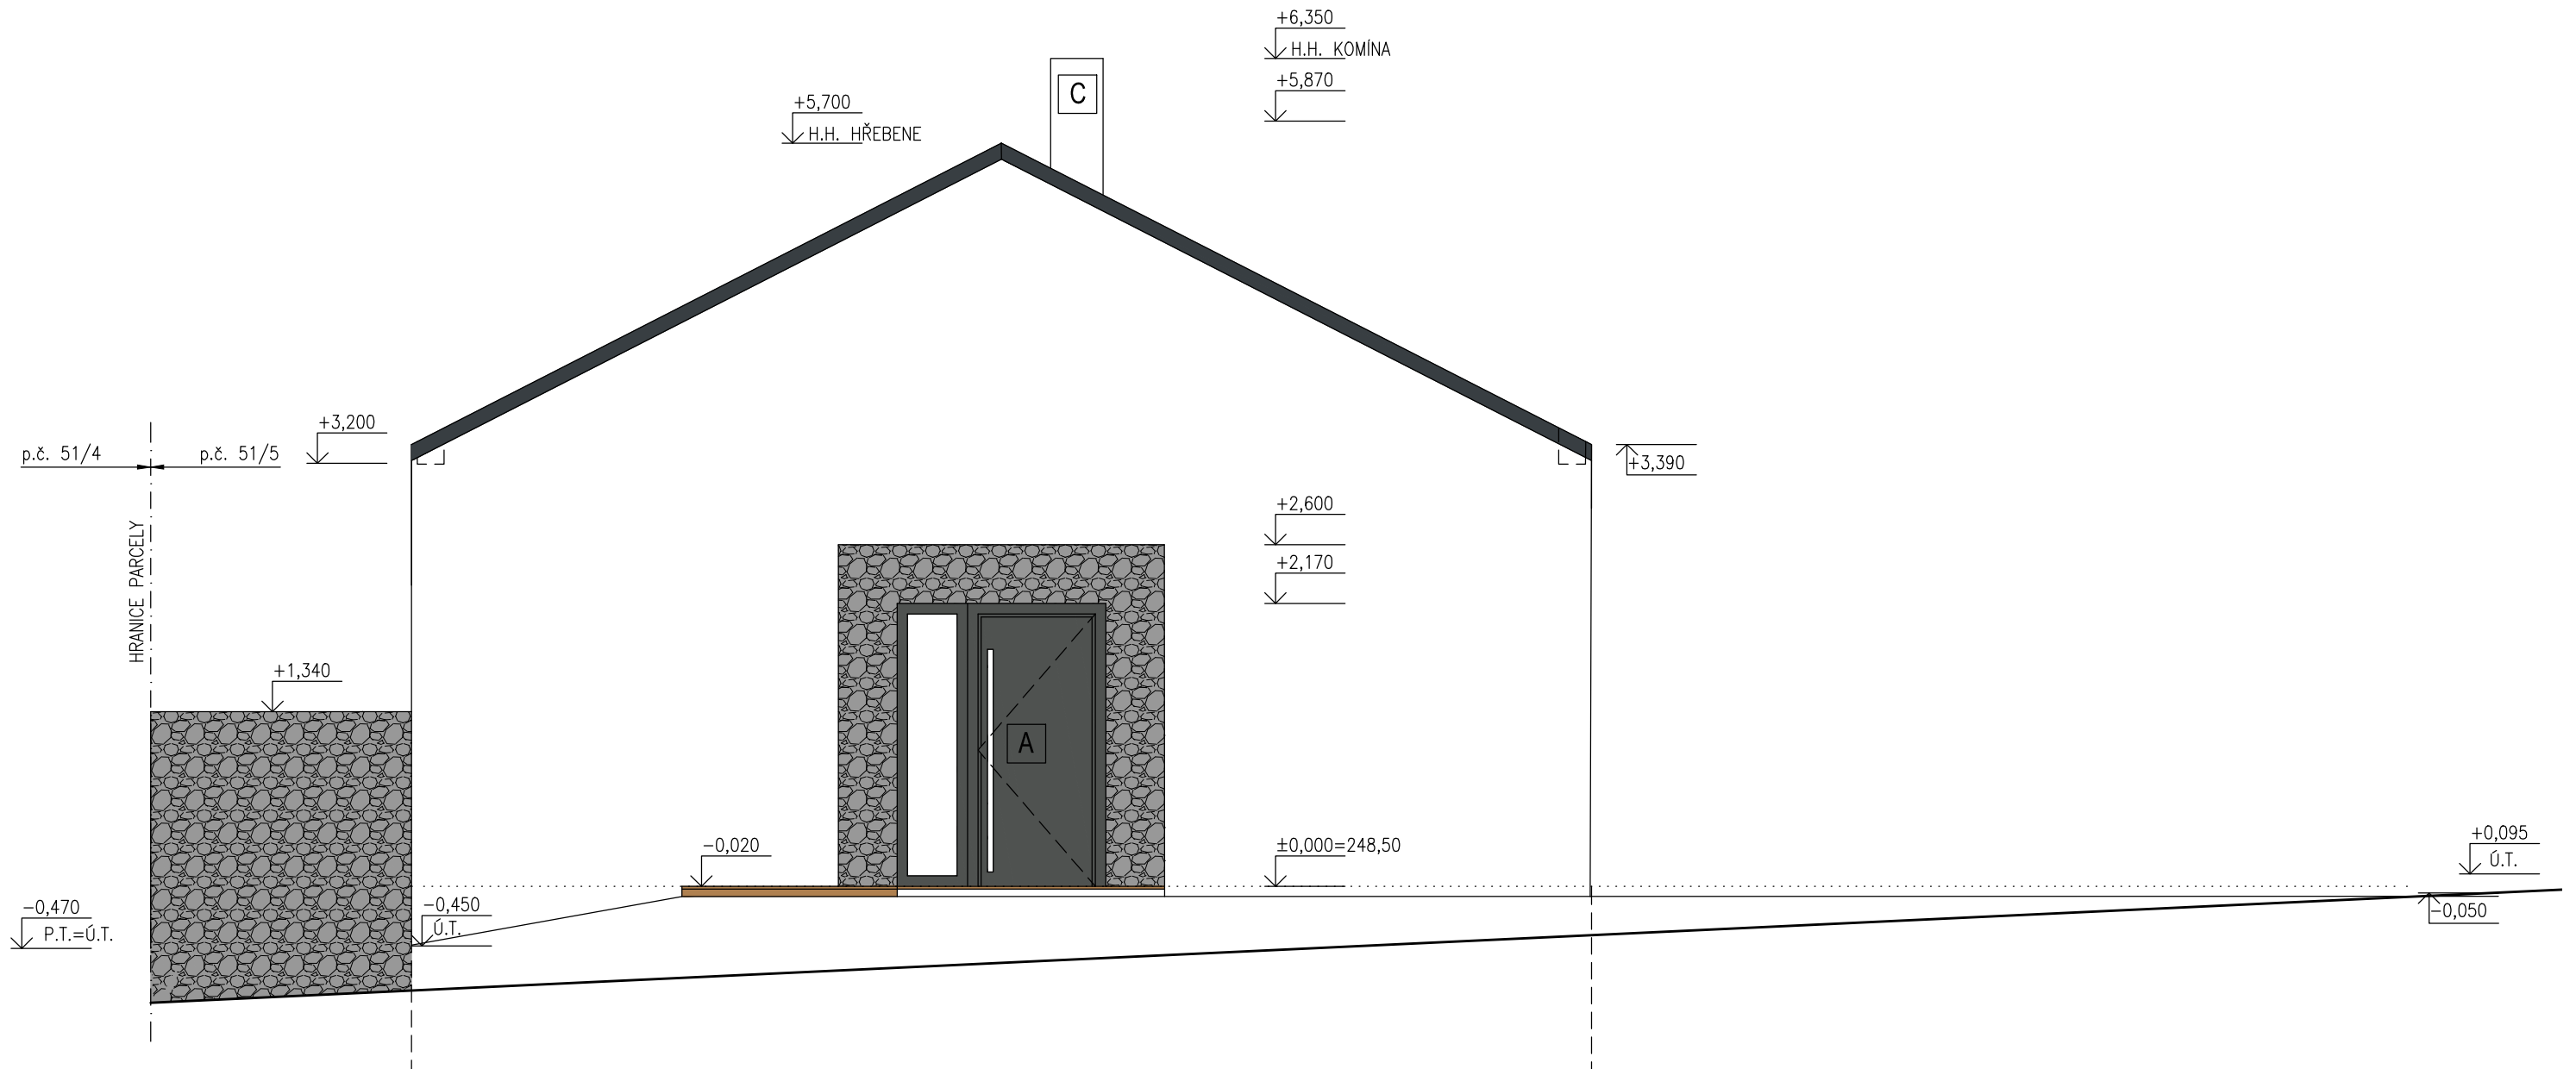 +6,350
H.H. KOMÍNA
+5,870
C
+5,700
H.H. HŘEBENE
+3,200
p.č. 51/4
p.č. 51/5
+3,390
HRANICE PARCELY
+2,600
+2,170
+1,340
A
-0,020
±0,000=248,50
+0,095
Ú.T.
-0,470
P.T.=Ú.T.
-0,450
Ú.T.
-0,050